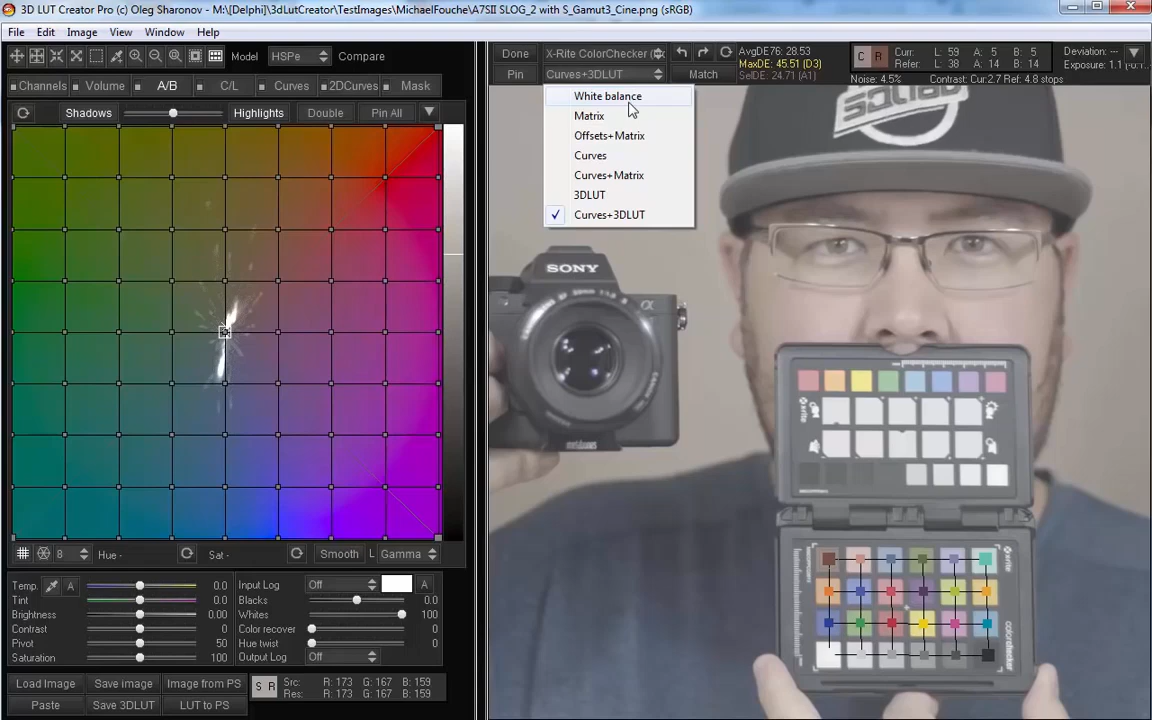 3D LUT Creator Pro (c) Oleg Sharonov - M:\[Delphi]\3dLutCreator\TestImages\MichaelFouche\A7SII SLOG_2 with S_Gamut3_Cine.png (sRGB)
File Edit Image View Window Help
Model HSPe Compare
Channels Volume A/B C/L Curves 2DCurves Mask
Shadows Highlights Double Pin All
Done X-Rite ColorChecker (
Pin Curves+3DLUT Match
AvgDE76: 28.53
MaxDE: 45.51 (D3)
SelDE: 24.71 (A1)
C R
Curr: L: 59 A: 5 B: 5
Refer: L: 38 A: 14 B: 14
Noise: 4.5% Contrast: Cur:2.7 Ref: 4.8 stops
Deviation: ---
Exposure: 1.1
White balance
Matrix
Offsets+Matrix
Curves
Curves+Matrix
3DLUT
Curves+3DLUT
SONY
α
x-rite
x-rite
colorchecker
8 Hue - Sat - Smooth L Gamma
Temp. A 0.0
Tint 0.0
Brightness 0.00
Contrast 0
Pivot 50
Saturation 100
Input Log Off A
Blacks 0.0
Whites 100
Color recover 0
Hue twist 0
Output Log Off
Load Image Save image Image from PS
Paste Save 3DLUT LUT to PS
S R
Src: R: 173 G: 167 B: 159
Res: R: 173 G: 167 B: 159